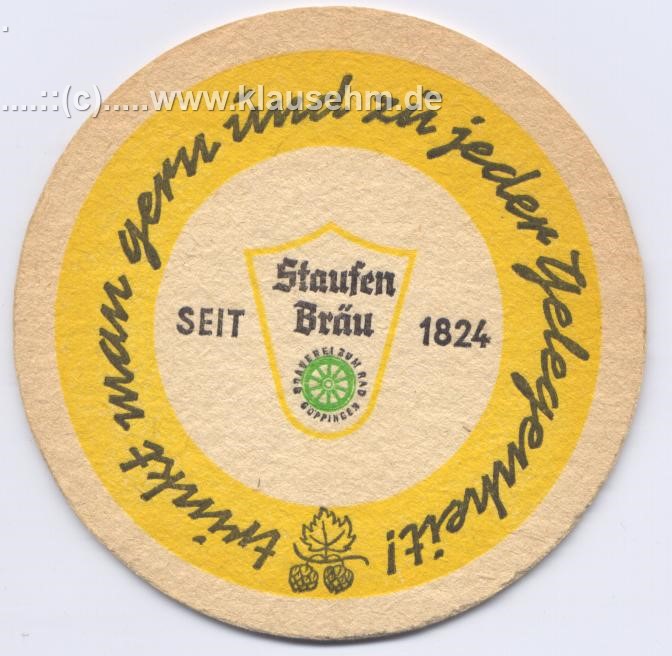 .
.....::(c).....www.klausehm.de
trinkt man gern und zu jeder Gelegenheit!
Staufen
Bräu
SEIT 1824
BRAUEREI ZUM RAD
GÖPPINGEN